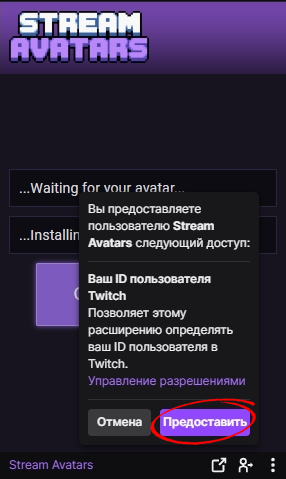 STREAM
AVATARS
...Waiting for your avatar...
...Installin
Вы предоставляете
пользователю Stream
Avatars следующий доступ:
Ваш ID пользователя
Twitch
Позволяет этому
расширению определять
ваш ID пользователя в
Twitch.
Управление разрешениями
Отмена
Предоставить
Stream Avatars